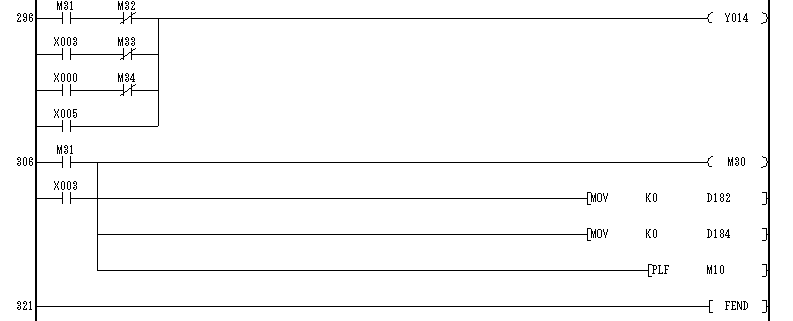 M31 M32
296 Y014
X003 M33
X000 M34
X005
M31
306 M30
X003
MOV K0 D182
MOV K0 D184
PLF M10
321 FEND